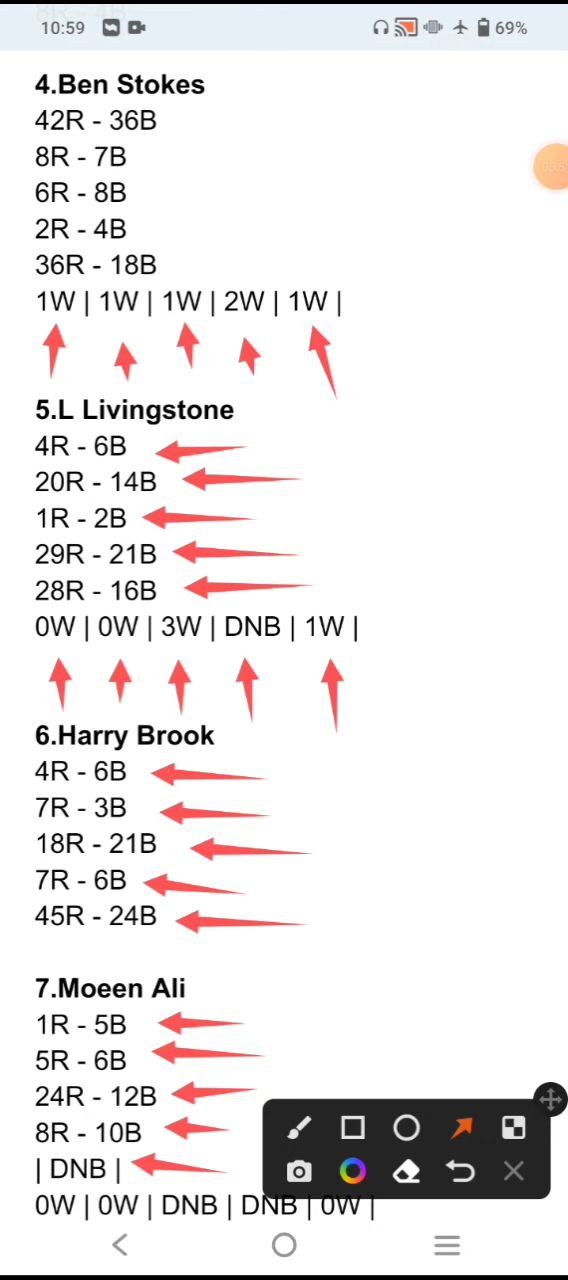 10:59
69%
4.Ben Stokes
42R - 36B
8R - 7B
6R - 8B
2R - 4B
36R - 18B
1W | 1W | 1W | 2W | 1W |
5.L Livingstone
4R - 6B
20R - 14B
1R - 2B
29R - 21B
28R - 16B
0W | 0W | 3W | DNB | 1W |
6.Harry Brook
4R - 6B
7R - 3B
18R - 21B
7R - 6B
45R - 24B
7.Moeen Ali
1R - 5B
5R - 6B
24R - 12B
8R - 10B
| DNB |
0W | 0W | DNB | DNB | 0W |